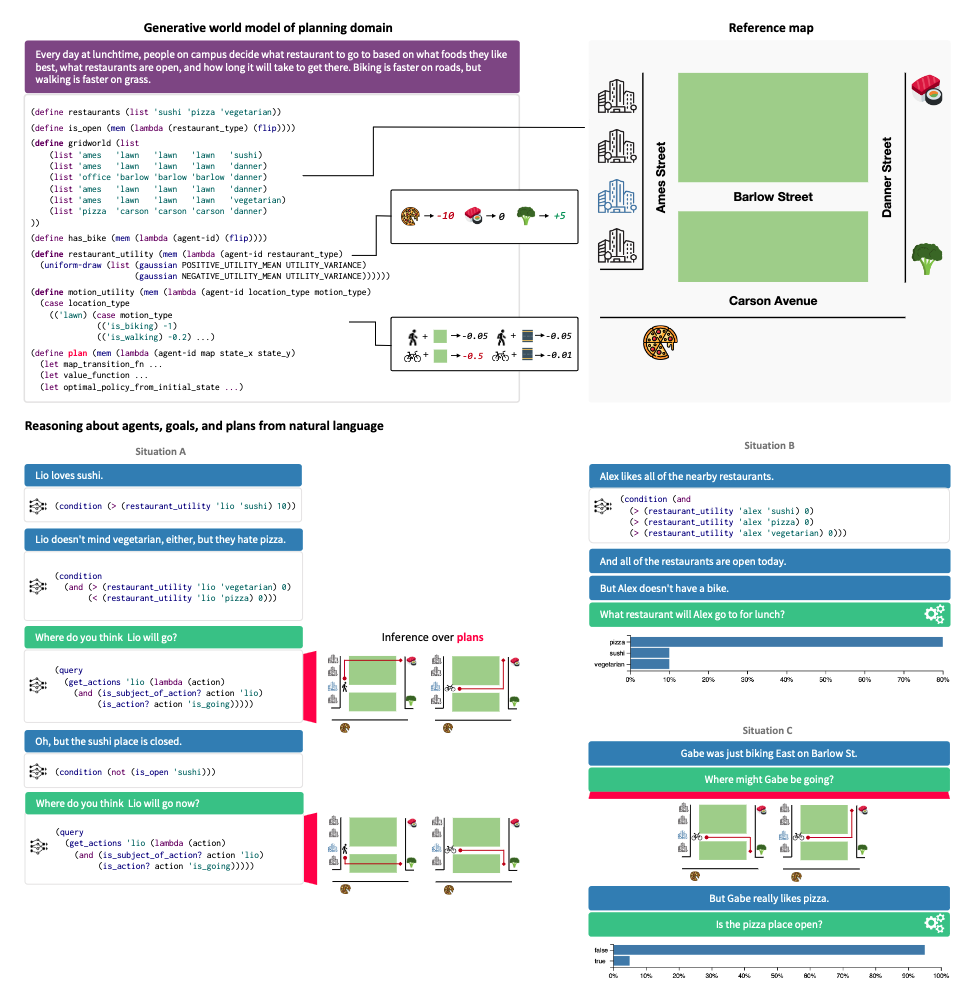 Generative world model of planning domain
Every day at lunchtime, people on campus decide what restaurant to go to based on what foods they like
best, what restaurants are open, and how long it will take to get there. Biking is faster on roads, but
walking is faster on grass.
(define restaurants (list 'sushi 'pizza 'vegetarian))
(define is_open (mem (lambda (restaurant_type) (flip))))
(define gridworld (list
(list 'ames 'lawn 'lawn 'lawn 'sushi)
(list 'ames 'lawn 'lawn 'lawn 'danner)
(list 'office 'barlow 'barlow 'barlow 'danner)
(list 'ames 'lawn 'lawn 'lawn 'danner)
(list 'ames 'lawn 'lawn 'lawn 'vegetarian)
(list 'pizza 'carson 'carson 'carson 'danner)
))
(define has_bike (mem (lambda (agent-id) (flip))))
(define restaurant_utility (mem (lambda (agent-id restaurant_type)
(uniform-draw (list (gaussian POSITIVE_UTILITY_MEAN UTILITY_VARIANCE)
(gaussian NEGATIVE_UTILITY_MEAN UTILITY_VARIANCE))))))
(define motion_utility (mem (lambda (agent-id location_type motion_type)
(case location_type
(('lawn) (case motion_type
(('is_biking) -1)
(('is_walking) -0.2) ...)
(define plan (mem (lambda (agent-id map state_x state_y)
(let map_transition_fn ...
(let value_function ...
(let optimal_policy_from_initial_state ...)
→-10 →0 →+5
+ →-0.05 + →-0.05
+ →-0.5 + →-0.01
Reference map
Ames Street
Barlow Street
Danner Street
Carson Avenue
Reasoning about agents, goals, and plans from natural language
Situation A
Lio loves sushi.
(condition (> (restaurant_utility 'lio 'sushi) 10))
Lio doesn't mind vegetarian, either, but they hate pizza.
(condition
(and (> (restaurant_utility 'lio 'vegetarian) 0)
(< (restaurant_utility 'lio 'pizza) 0)))
Where do you think Lio will go?
(query
(get_actions 'lio (lambda (action)
(and (is_subject_of_action? action 'lio)
(is_action? action 'is_going)))))
Inference over plans
Oh, but the sushi place is closed.
(condition (not (is_open 'sushi)))
Where do you think Lio will go now?
(query
(get_actions 'lio (lambda (action)
(and (is_subject_of_action? action 'lio)
(is_action? action 'is_going)))))
Situation B
Alex likes all of the nearby restaurants.
(condition (and
(> (restaurant_utility 'alex 'sushi) 0)
(> (restaurant_utility 'alex 'pizza) 0)
(> (restaurant_utility 'alex 'vegetarian) 0)))
And all of the restaurants are open today.
But Alex doesn't have a bike.
What restaurant will Alex go to for lunch?
pizza
sushi
vegetarian
0% 10% 20% 30% 40% 50% 60% 70% 80%
Situation C
Gabe was just biking East on Barlow St.
Where might Gabe be going?
But Gabe really likes pizza.
Is the pizza place open?
false
true
0% 10% 20% 30% 40% 50% 60% 70% 80% 90% 100%